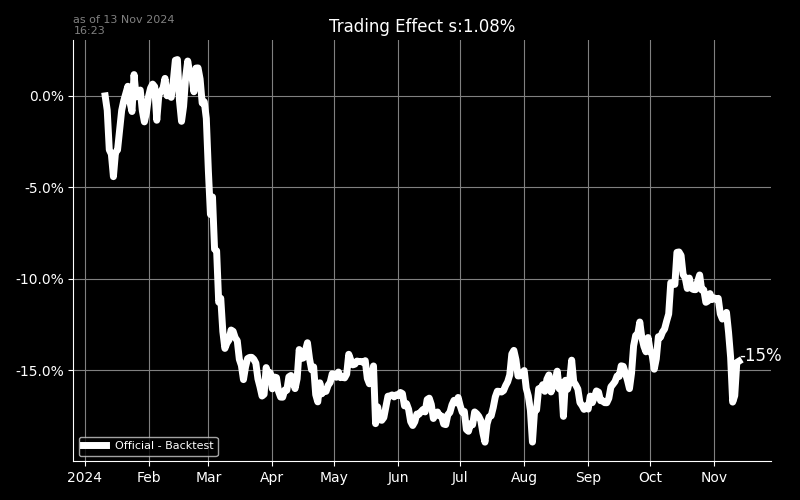 as of 13 Nov 2024
16:23
Trading Effect s:1.08%
0.0%
-5.0%
-10.0%
-15.0%
-15%
Official - Backtest
2024 Feb Mar Apr May Jun Jul Aug Sep Oct Nov